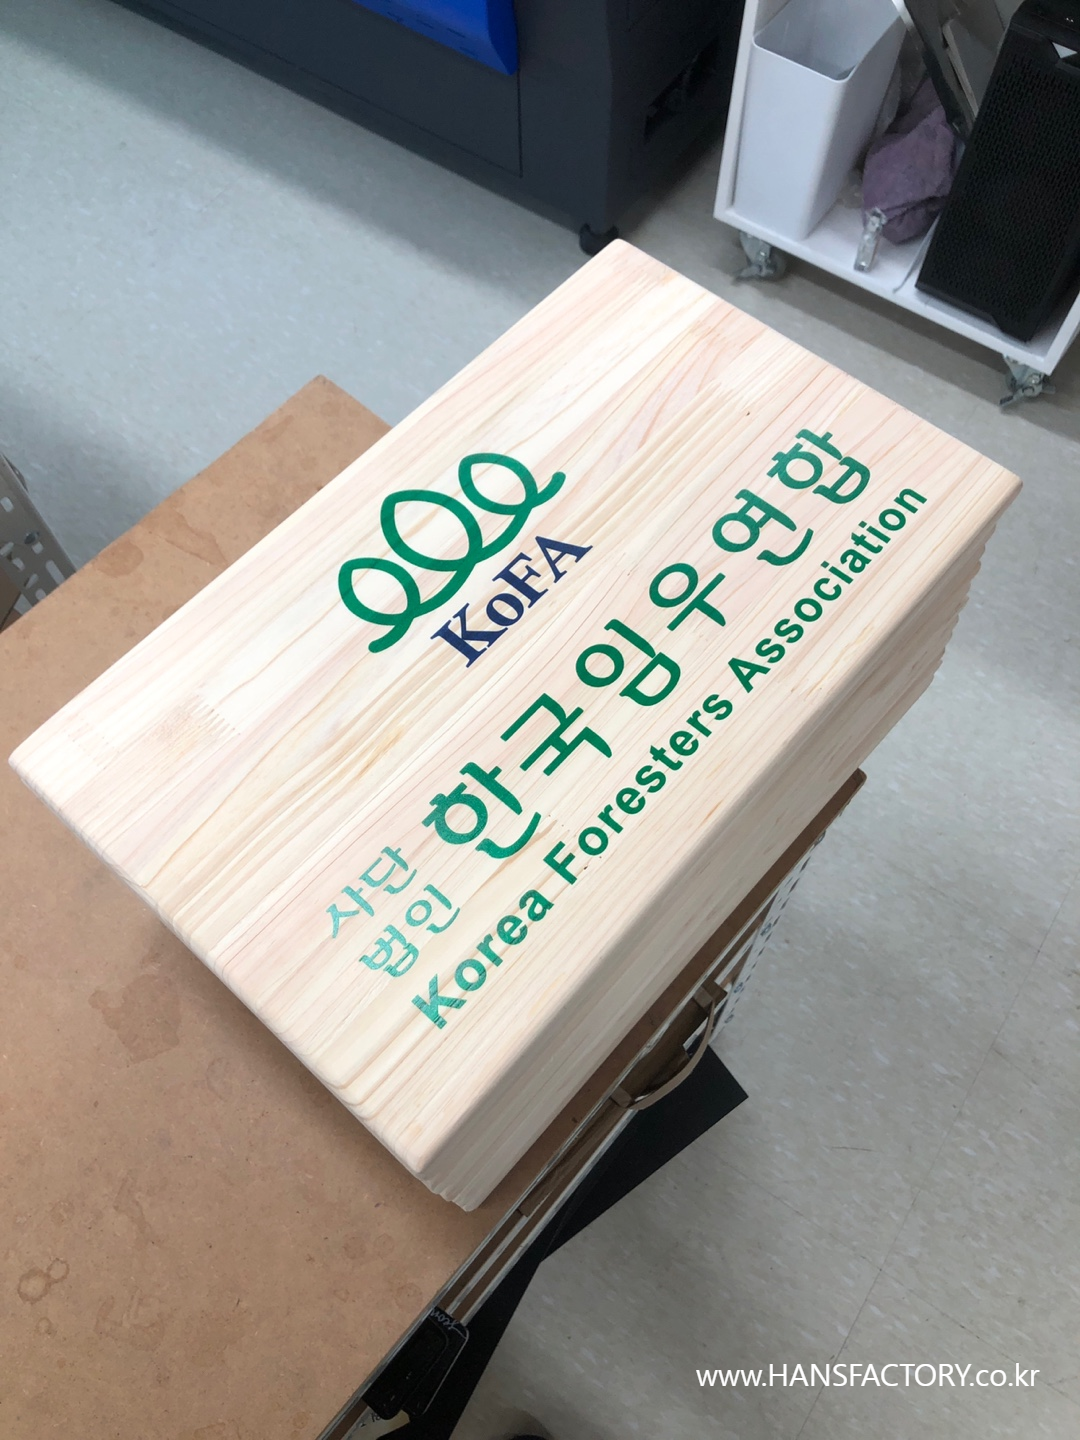 KoFA
사단
법인
한국임우연합
Korea Foresters Association
www.HANSFACTORY.co.kr